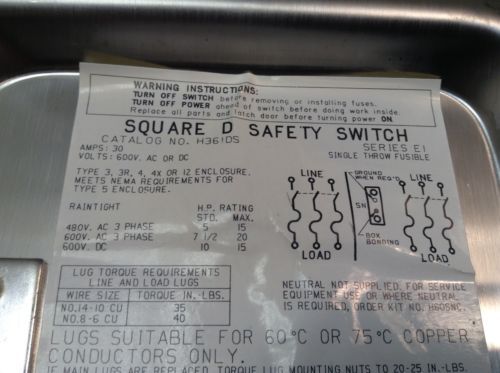 WARNING INSTRUCTIONS:
TURN OFF SWITCH before removing or installing fuses.
TURN OFF POWER ahead of switch before doing work inside.
Replace all parts and latch door before turning power ON.
SQUARE D SAFETY SWITCH
CATALOG NO. H361DS SERIES E1
AMPS: 30 SINGLE THROW FUSIBLE
VOLTS: 600V. AC OR DC
TYPE 3, 3R, 4, 4X OR 12 ENCLOSURE.
MEETS NEMA REQUIREMENTS FOR
TYPE 5 ENCLOSURE.
RAINTIGHT H.P. RATING
STD. MAX.
480V. AC 3 PHASE 5 15
600V. AC 3 PHASE 7 1/2 20
600V. DC 10 15
LINE
LOAD
GROUND
WHEN REQ'D
SN
BOX
BONDING
LINE
LOAD
LUG TORQUE REQUIREMENTS
LINE AND LOAD LUGS
WIRE SIZE TORQUE IN.-LBS.
NO.14-10 CU 35
NO.8-6 CU 40
NEUTRAL NOT SUPPLIED. FOR SERVICE
EQUIPMENT USE OR WHERE NEUTRAL
IS REQUIRED, ORDER KIT NO. H60SNC.
LUGS SUITABLE FOR 60°C OR 75°C COPPER
CONDUCTORS ONLY.
IF MAIN LUGS ARE REPLACED, TORQUE LUG MOUNTING NUTS TO 20-25 IN.-LBS.